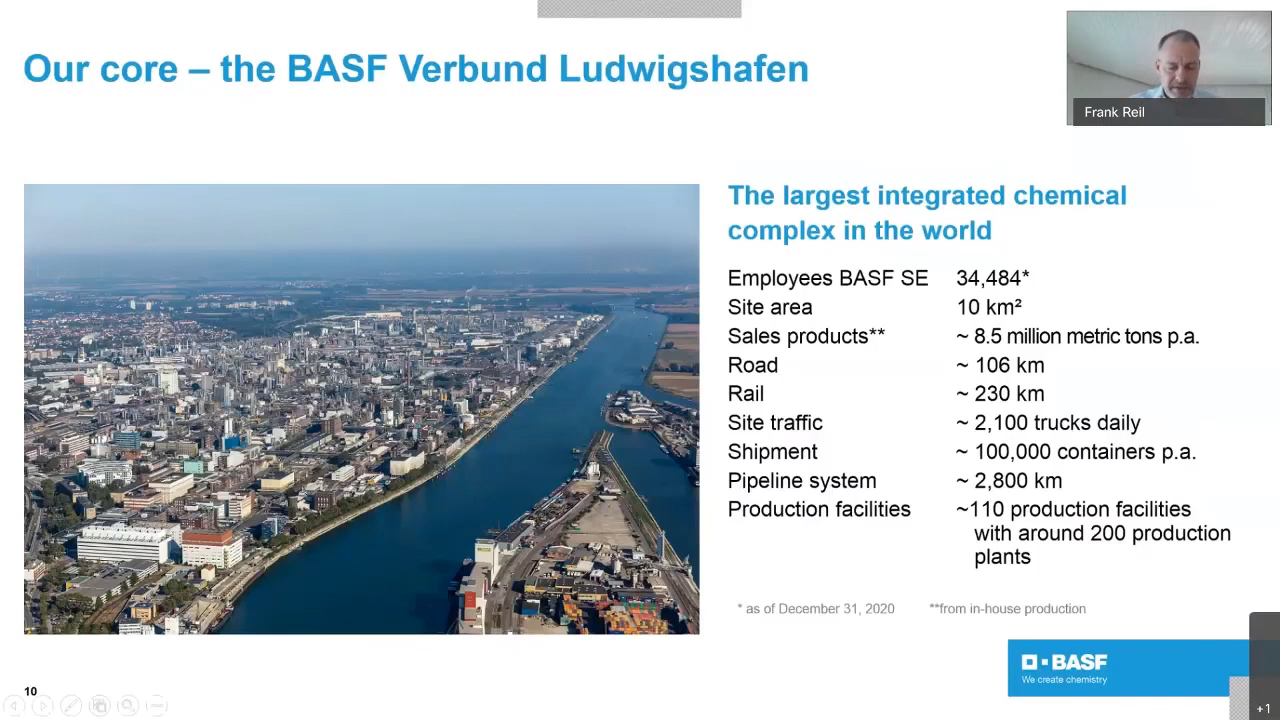 Our core – the BASF Verbund Ludwigshafen
Frank Reil
The largest integrated chemical
complex in the world
Employees BASF SE 34,484*
Site area 10 km²
Sales products** ~ 8.5 million metric tons p.a.
Road ~ 106 km
Rail ~ 230 km
Site traffic ~ 2,100 trucks daily
Shipment ~ 100,000 containers p.a.
Pipeline system ~ 2,800 km
Production facilities ~110 production facilities
with around 200 production
plants
* as of December 31, 2020 **from in-house production
BASF
We create chemistry
10
+1